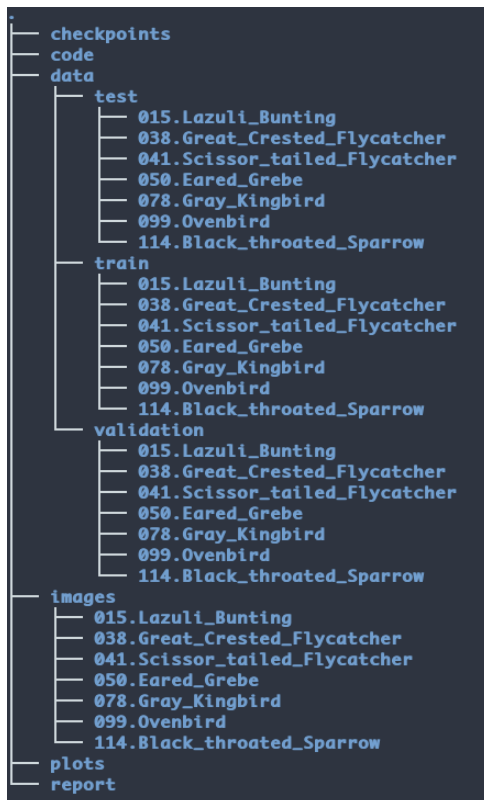 .
├── checkpoints
├── code
├── data
│   ├── test
│   │   ├── 015.Lazuli_Bunting
│   │   ├── 038.Great_Crested_Flycatcher
│   │   ├── 041.Scissor_tailed_Flycatcher
│   │   ├── 050.Eared_Grebe
│   │   ├── 078.Gray_Kingbird
│   │   ├── 099.Ovenbird
│   │   └── 114.Black_throated_Sparrow
│   ├── train
│   │   ├── 015.Lazuli_Bunting
│   │   ├── 038.Great_Crested_Flycatcher
│   │   ├── 041.Scissor_tailed_Flycatcher
│   │   ├── 050.Eared_Grebe
│   │   ├── 078.Gray_Kingbird
│   │   ├── 099.Ovenbird
│   │   └── 114.Black_throated_Sparrow
│   └── validation
│       ├── 015.Lazuli_Bunting
│       ├── 038.Great_Crested_Flycatcher
│       ├── 041.Scissor_tailed_Flycatcher
│       ├── 050.Eared_Grebe
│       ├── 078.Gray_Kingbird
│       ├── 099.Ovenbird
│       └── 114.Black_throated_Sparrow
├── images
│   ├── 015.Lazuli_Bunting
│   ├── 038.Great_Crested_Flycatcher
│   ├── 041.Scissor_tailed_Flycatcher
│   ├── 050.Eared_Grebe
│   ├── 078.Gray_Kingbird
│   ├── 099.Ovenbird
│   └── 114.Black_throated_Sparrow
├── plots
└── report